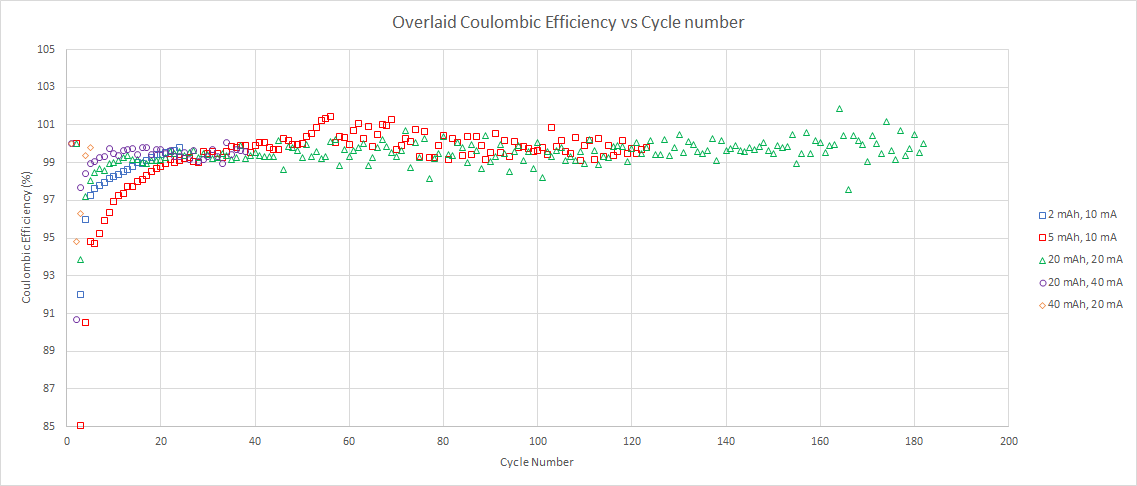 Overlaid Coulombic Efficiency vs Cycle number
105
103
101
99
97
95
93
91
89
87
85
Coulombic Efficiency (%)
0 20 40 60 80 100 120 140 160 180 200
Cycle Number
2 mAh, 10 mA
5 mAh, 10 mA
20 mAh, 20 mA
20 mAh, 40 mA
40 mAh, 20 mA